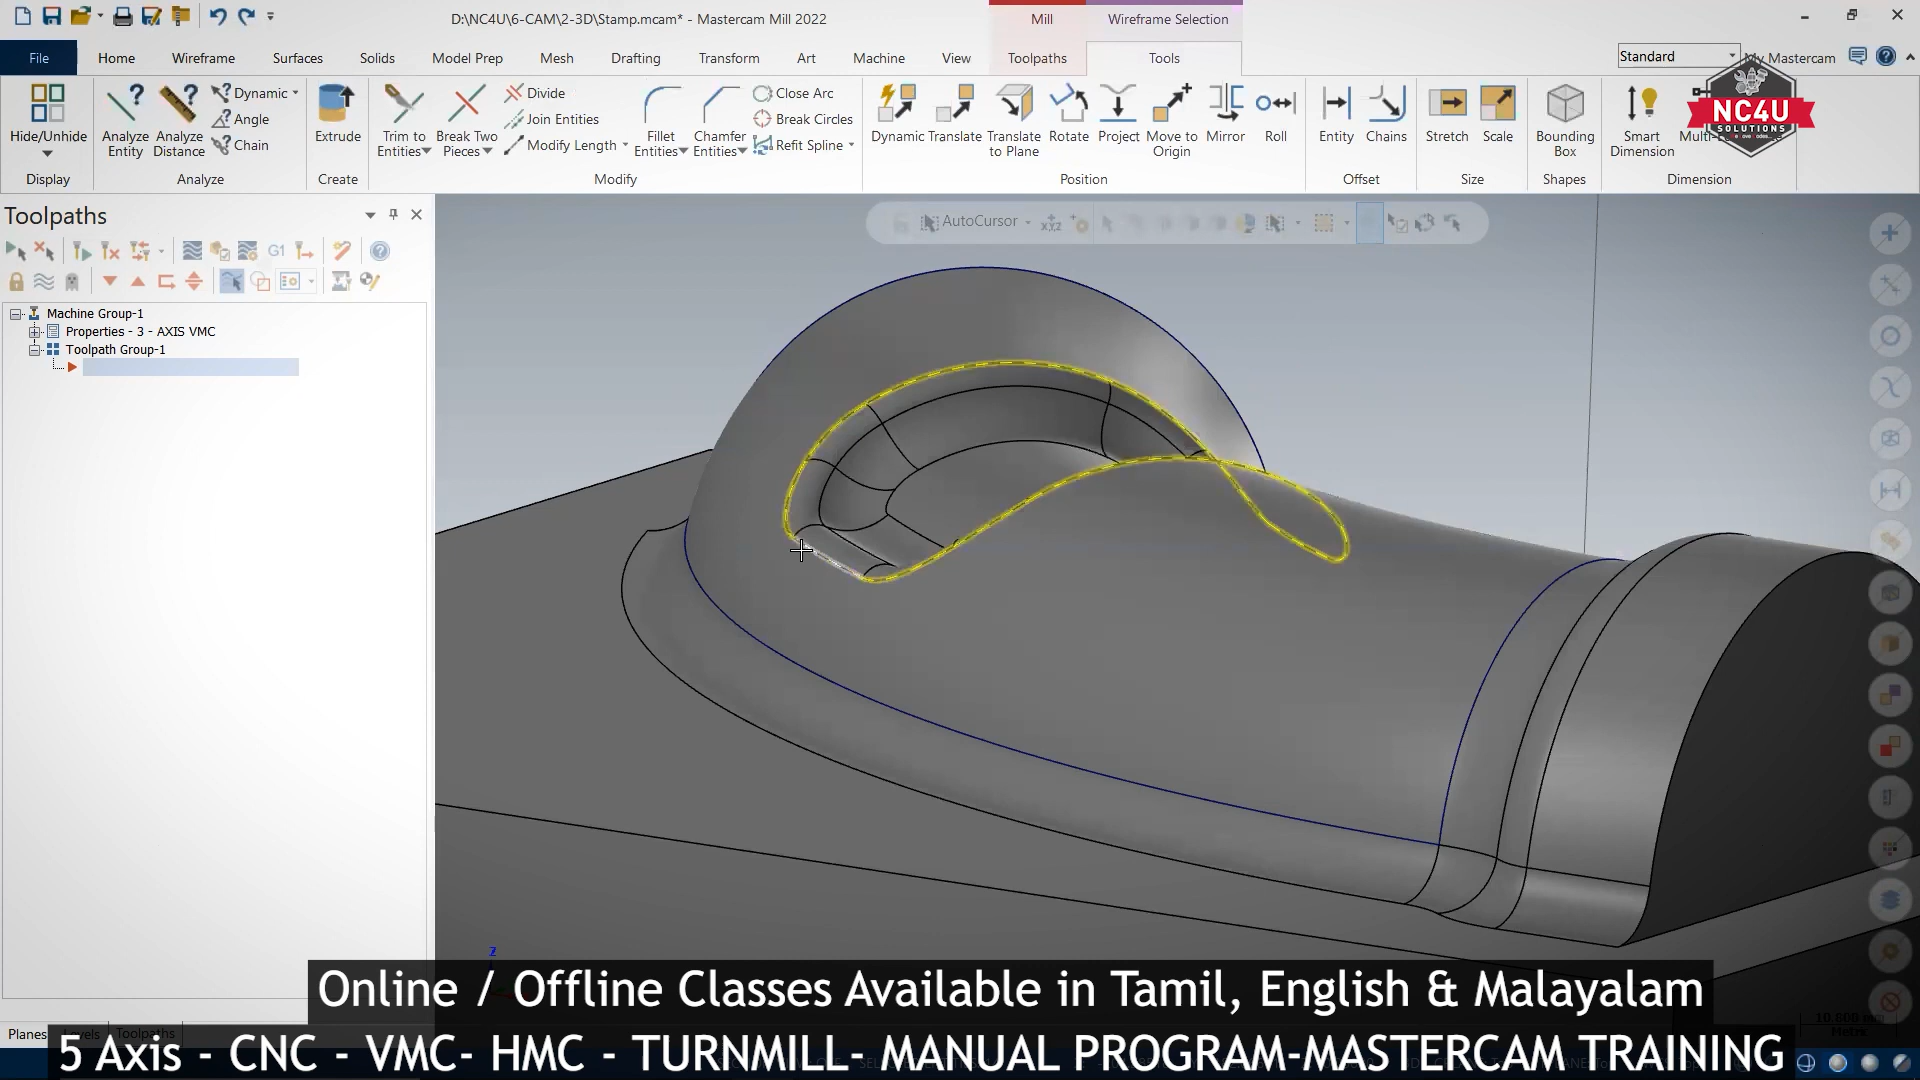 D:\NC4U\6-CAM\2-3D\Stamp.mcam* - Mastercam Mill 2022
Mill
Wireframe Selection
File
Home
Wireframe
Surfaces
Solids
Model Prep
Mesh
Drafting
Transform
Art
Machine
View
Toolpaths
Tools
Standard
My Mastercam
Hide/Unhide
Display
Analyze Entity
Analyze Distance
Dynamic
Angle
Chain
Analyze
Extrude
Create
Trim to Entities
Break Two Pieces
Divide
Join Entities
Modify Length
Fillet Entities
Chamfer Entities
Close Arc
Break Circles
Refit Spline
Modify
Dynamic
Translate
Translate to Plane
Rotate
Project
Move to Origin
Mirror
Roll
Position
Entity
Chains
Offset
Stretch
Scale
Size
Bounding Box
Shapes
Smart Dimension
Dimension
NC4U
SOLUTIONS
Toolpaths
G1
AutoCursor
Machine Group-1
Properties - 3 - AXIS VMC
Toolpath Group-1
Z
Online / Offline Classes Available in Tamil, English & Malayalam
Planes
Levels
Toolpaths
5 Axis - CNC - VMC- HMC - TURNMILL- MANUAL PROGRAM-MASTERCAM TRAINING